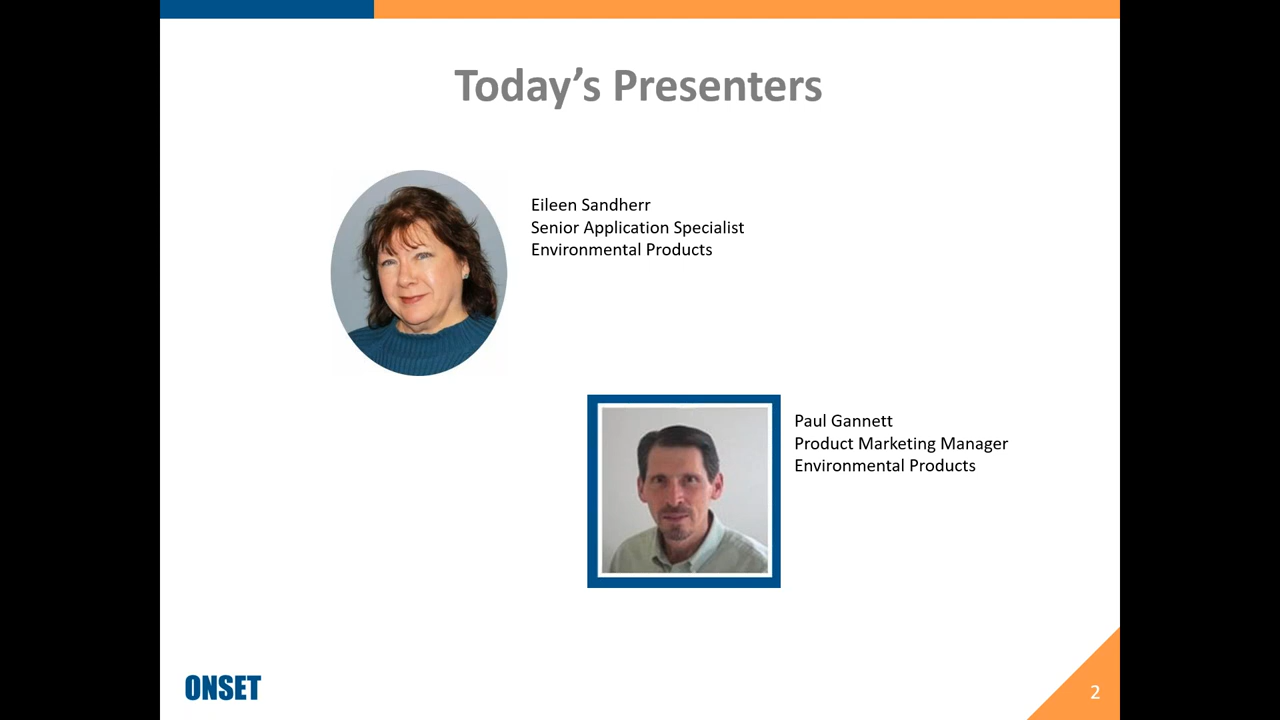 Today's Presenters
Eileen Sandherr
Senior Application Specialist
Environmental Products
Paul Gannett
Product Marketing Manager
Environmental Products
ONSET
2